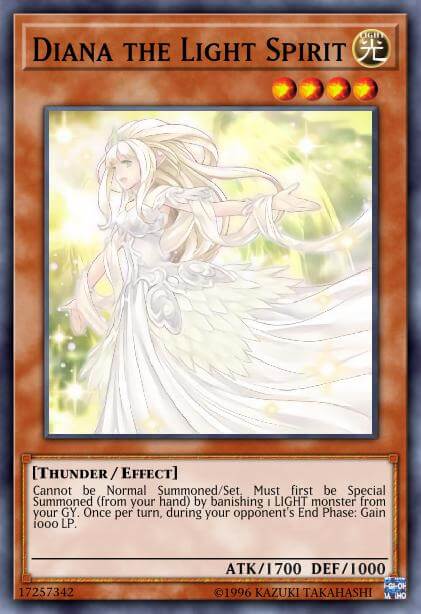 Diana the Light Spirit
LIGHT
光
[Thunder / Effect]
Cannot be Normal Summoned/Set. Must first be Special
Summoned (from your hand) by banishing 1 LIGHT monster from
your GY. Once per turn, during your opponent's End Phase: Gain
1000 LP.
ATK/1700 DEF/1000
17257342
©1996 KAZUKI TAKAHASHI